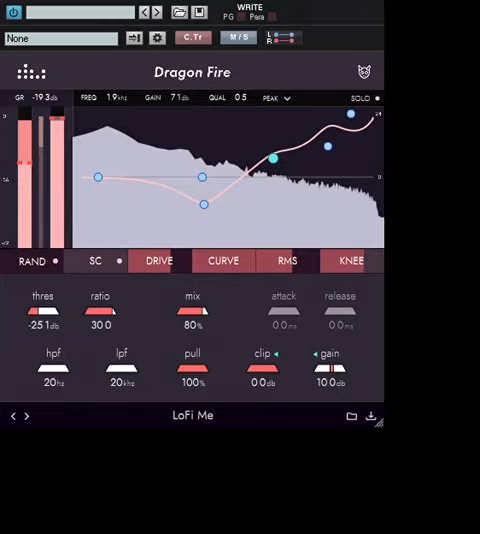 WRITE
PG Para
None
C.Tr M/S L R
Dragon Fire
GR -19.3db FREQ 1.9khz GAIN 7.1db QUAL 0.5 PEAK SOLO
24
0
RAND SC DRIVE CURVE RMS KNEE
thres ratio mix attack release
-25.1db 30.0 80% 0.0ms 0.0ms
hpf lpf pull clip gain
20hz 20khz 100% 0.0db 10.0db
LoFi Me